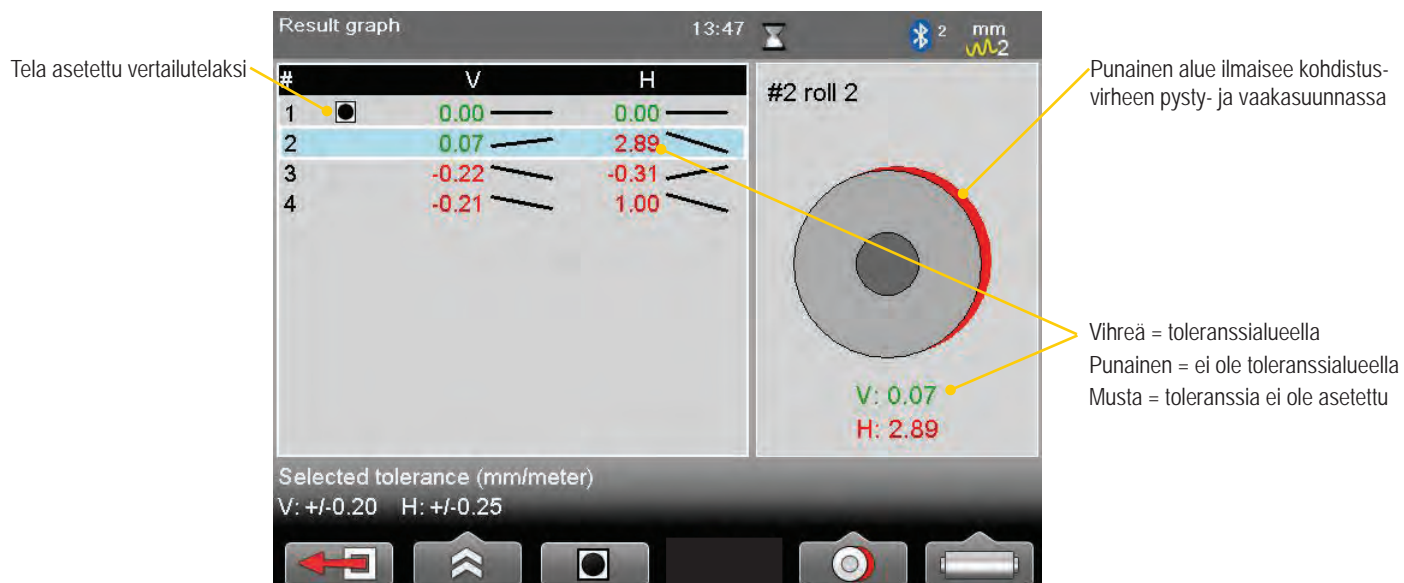 Result graph 13:47 2 mm
2
Tela asetettu vertailutelaksi
# V H
1 0.00 0.00
2 0.07 2.89
3 -0.22 -0.31
4 -0.21 1.00
#2 roll 2
V: 0.07
H: 2.89
Punainen alue ilmaisee kohdistus-
virheen pysty- ja vaakasuunnassa
Vihreä = toleranssialueella
Punainen = ei ole toleranssialueella
Musta = toleranssia ei ole asetettu
Selected tolerance (mm/meter)
V: +/-0.20 H: +/-0.25